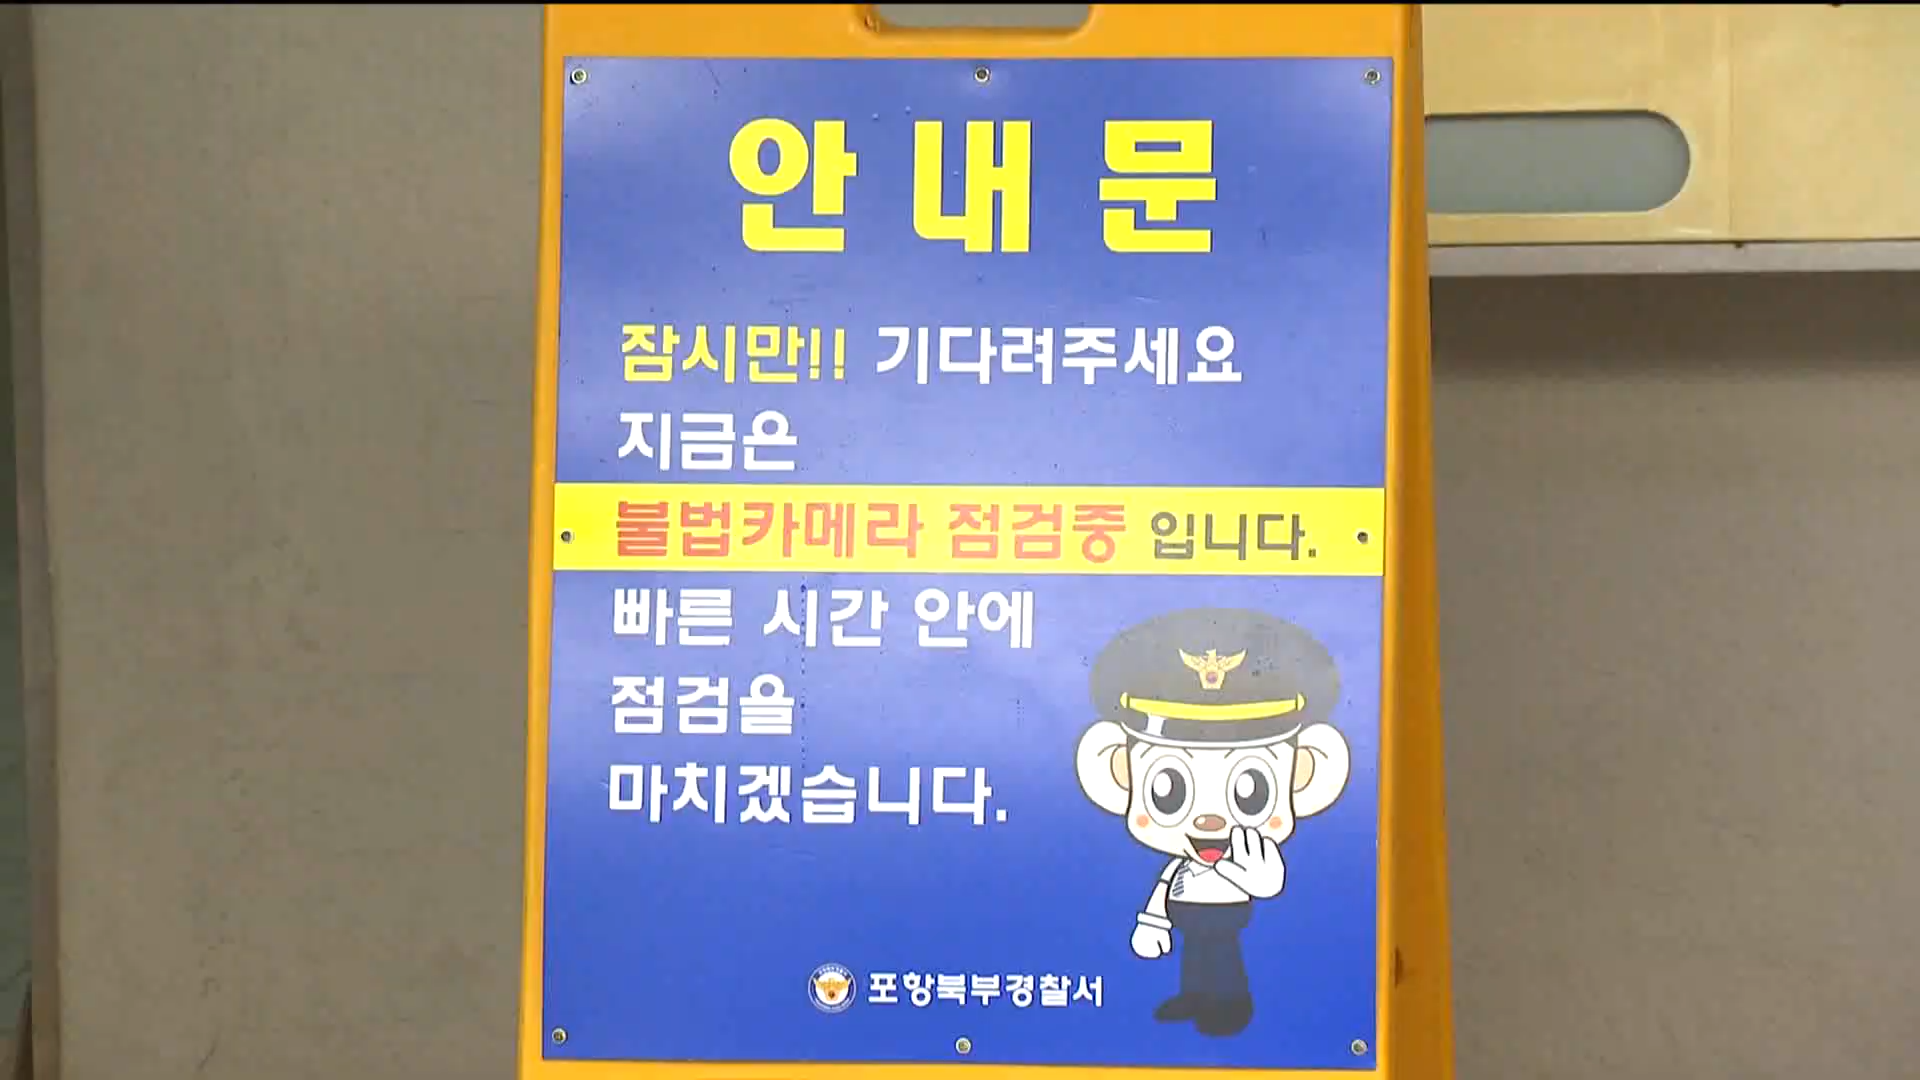 안내문
잠시만!! 기다려주세요
지금은
불법카메라 점검중 입니다.
빠른 시간 안에
점검을
마치겠습니다.
포항북부경찰서